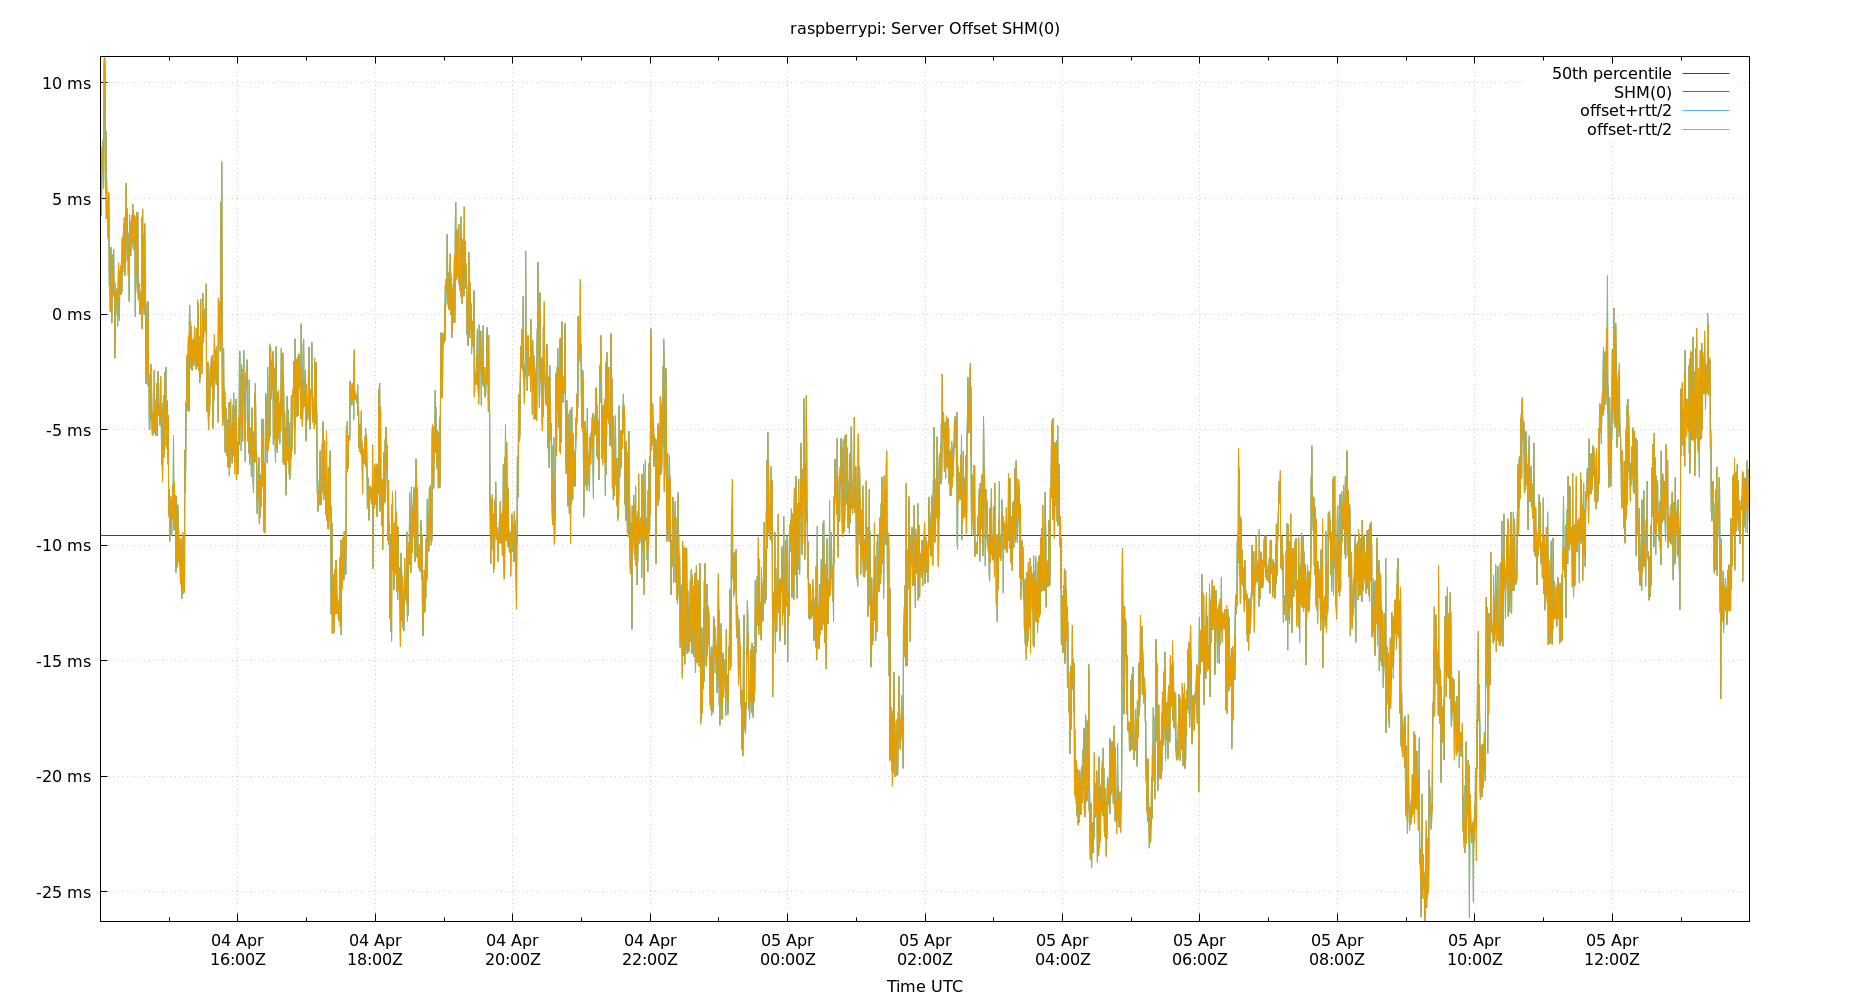 raspberrypi: Server Offset SHM(0)
50th percentile
SHM(0)
offset+rtt/2
offset-rtt/2
10 ms
5 ms
0 ms
-5 ms
-10 ms
-15 ms
-20 ms
-25 ms
04 Apr 04 Apr 04 Apr 04 Apr 05 Apr 05 Apr 05 Apr 05 Apr 05 Apr 05 Apr 05 Apr
16:00Z 18:00Z 20:00Z 22:00Z 00:00Z 02:00Z 04:00Z 06:00Z 08:00Z 10:00Z 12:00Z
Time UTC